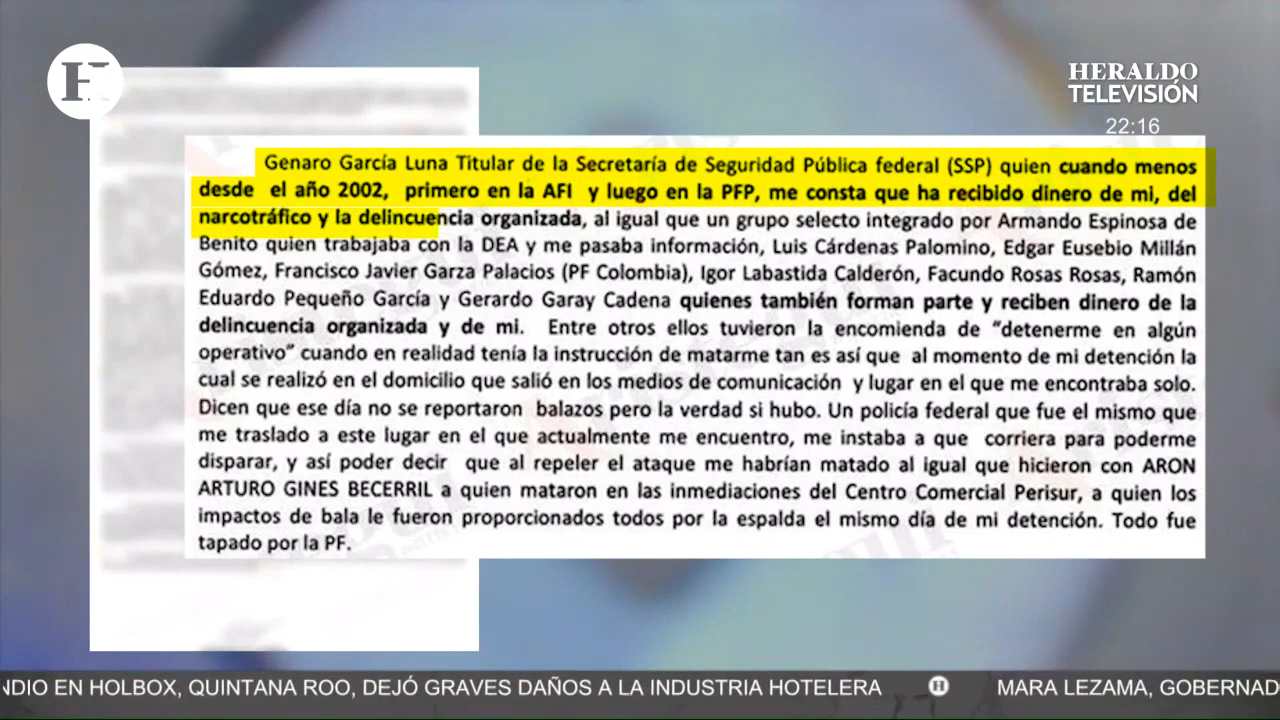 H
HERALDO
TELEVISIÓN
22:16
Genaro García Luna Titular de la Secretaría de Seguridad Pública federal (SSP) quien cuando menos
desde el año 2002, primero en la AFI y luego en la PFP, me consta que ha recibido dinero de mi, del
narcotráfico y la delincuencia organizada, al igual que un grupo selecto integrado por Armando Espinosa de
Benito quien trabajaba con la DEA y me pasaba información, Luis Cárdenas Palomino, Edgar Eusebio Millán
Gómez, Francisco Javier Garza Palacios (PF Colombia), Igor Labastida Calderón, Facundo Rosas Rosas, Ramón
Eduardo Pequeño García y Gerardo Garay Cadena quienes también forman parte y reciben dinero de la
delincuencia organizada y de mi. Entre otros ellos tuvieron la encomienda de "detenerme en algún
operativo" cuando en realidad tenía la instrucción de matarme tan es así que al momento de mi detención la
cual se realizó en el domicilio que salió en los medios de comunicación y lugar en el que me encontraba solo.
Dicen que ese día no se reportaron balazos pero la verdad si hubo. Un policía federal que fue el mismo que
me traslado a este lugar en el que actualmente me encuentro, me instaba a que corriera para poderme
disparar, y así poder decir que al repeler el ataque me habrían matado al igual que hicieron con ARON
ARTURO GINES BECERRIL a quien mataron en las inmediaciones del Centro Comercial Perisur, a quien los
impactos de bala le fueron proporcionados todos por la espalda el mismo día de mi detención. Todo fue
tapado por la PF.
NDIO EN HOLBOX, QUINTANA ROO, DEJÓ GRAVES DAÑOS A LA INDUSTRIA HOTELERA H MARA LEZAMA, GOBERNAD